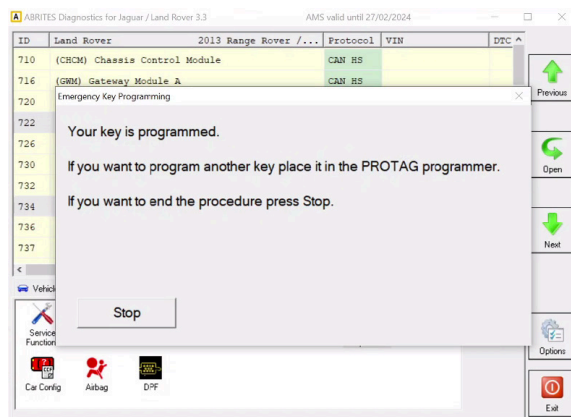 ABRITES Diagnostics for Jaguar / Land Rover 3.3 AMS valid until 27/02/2024
ID Land Rover 2013 Range Rover /... Protocol VIN DTC
710 (CHCM) Chassis Control Module CAN HS
716 (GWM) Gateway Module A CAN HS
720
722
726
730
732
734
736
737
Emergency Key Programming
Your key is programmed.
If you want to program another key place it in the PROTAG programmer.
If you want to end the procedure press Stop.
Stop
Previous
Open
Next
Options
Exit
Service
Function
Car Config Airbag DPF